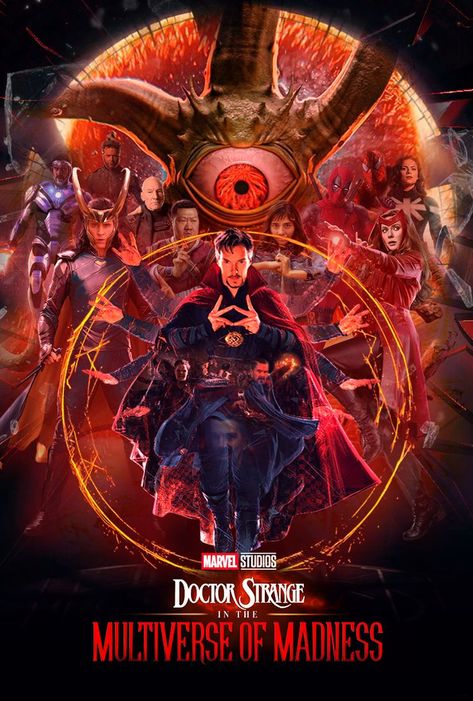 MARVEL STUDIOS
DOCTOR STRANGE
IN THE
MULTIVERSE OF MADNESS